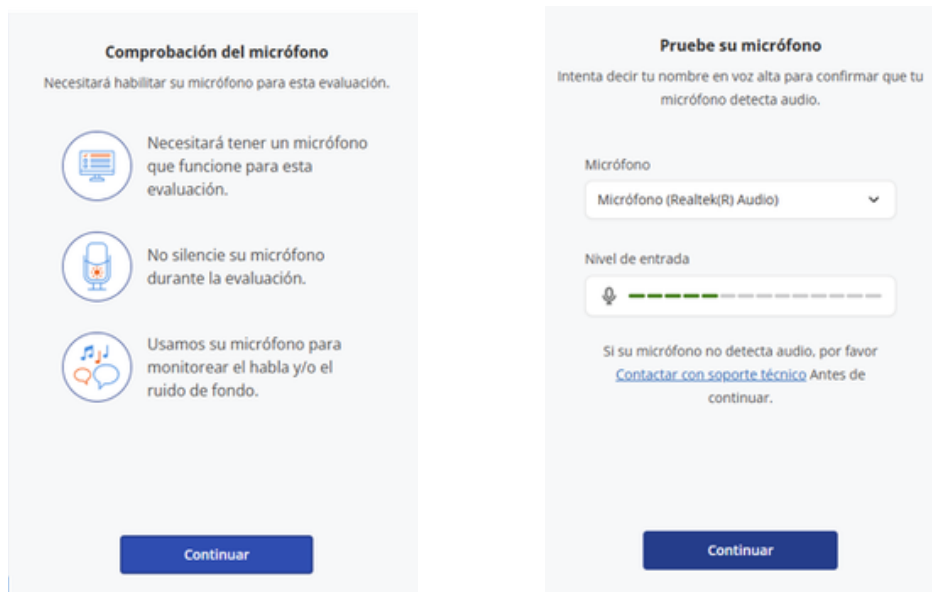 Comprobación del micrófono
Necesitará habilitar su micrófono para esta evaluación.
Necesitará tener un micrófono
que funcione para esta
evaluación.
No silencie su micrófono
durante la evaluación.
Usamos su micrófono para
monitorear el habla y/o el
ruido de fondo.
Continuar
Pruebe su micrófono
Intenta decir tu nombre en voz alta para confirmar que tu
micrófono detecta audio.
Micrófono
Micrófono (Realtek(R) Audio)
Nivel de entrada
Si su micrófono no detecta audio, por favor
Contactar con soporte técnico Antes de
continuar.
Continuar